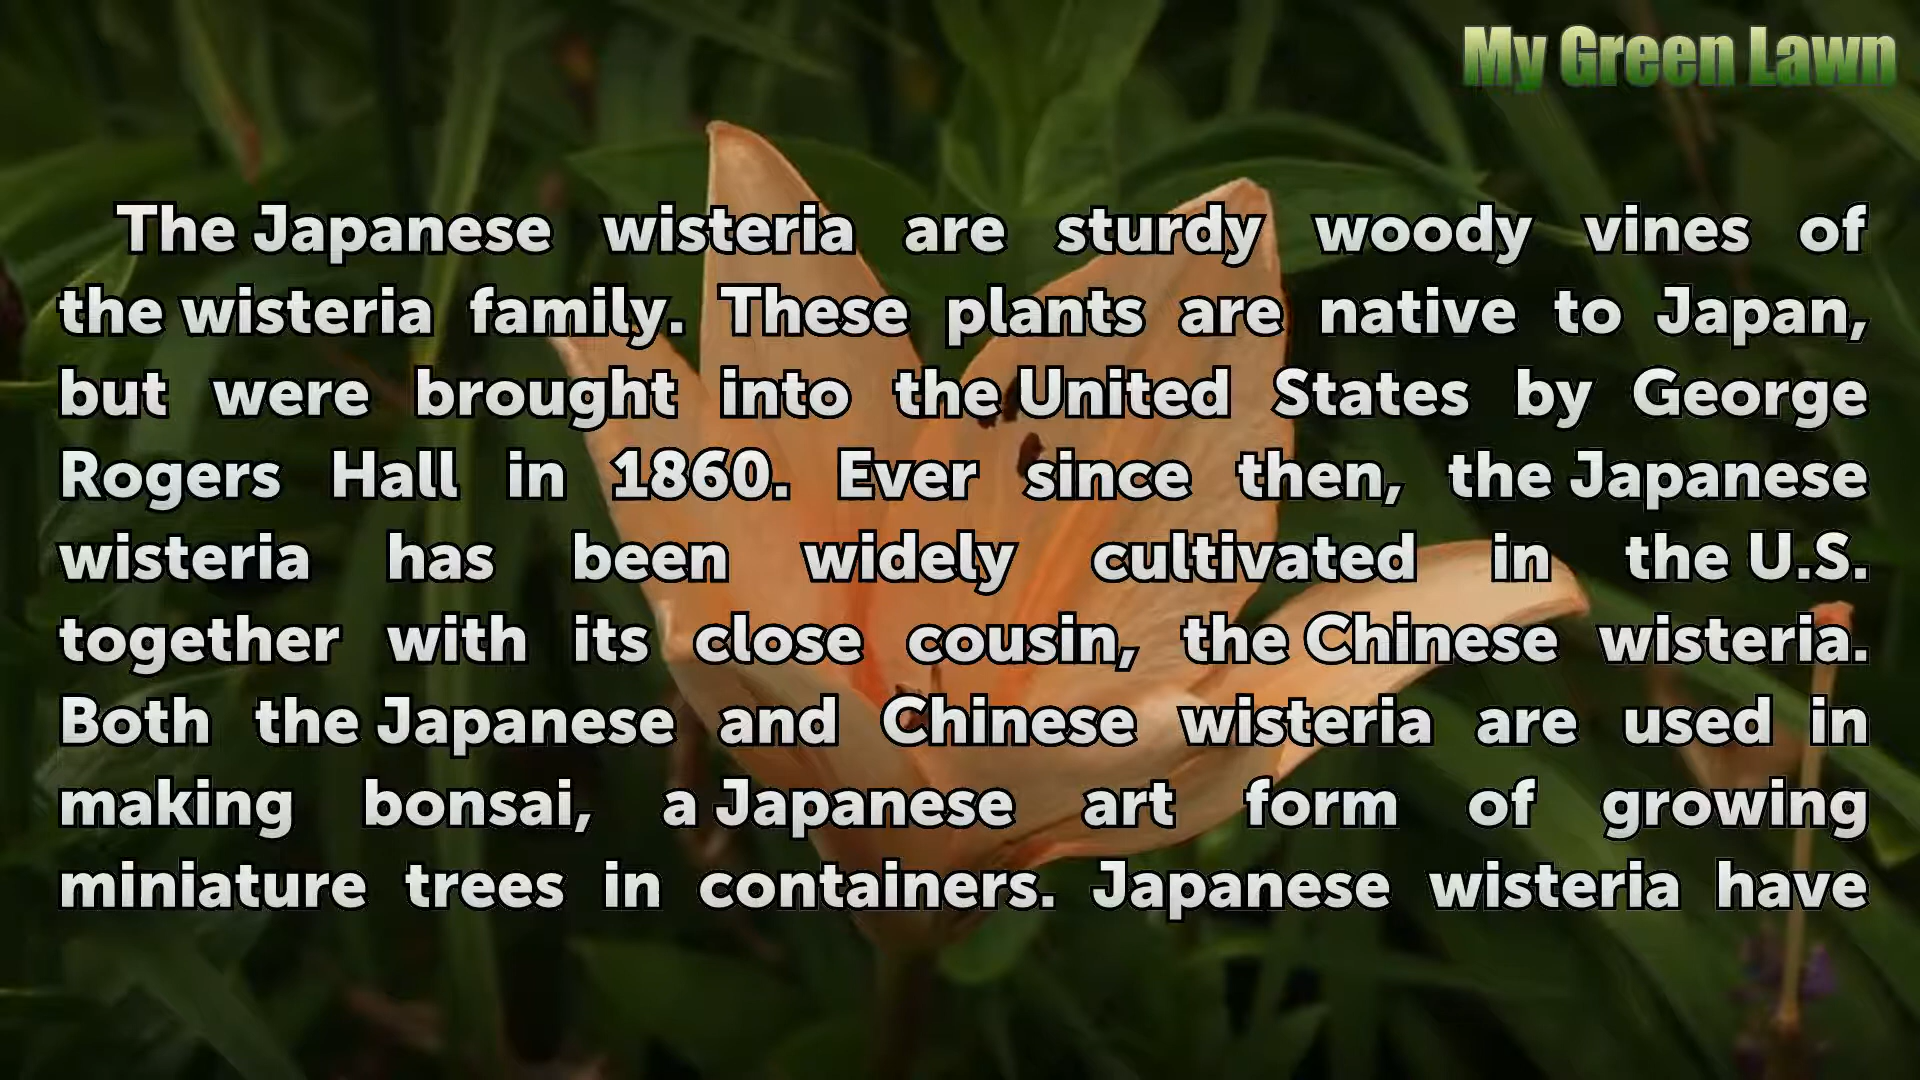 My Green Lawn
The Japanese wisteria are sturdy woody vines of
the wisteria family. These plants are native to Japan,
but were brought into the United States by George
Rogers Hall in 1860. Ever since then, the Japanese
wisteria has been widely cultivated in the U.S.
together with its close cousin, the Chinese wisteria.
Both the Japanese and Chinese wisteria are used in
making bonsai, a Japanese art form of growing
miniature trees in containers. Japanese wisteria have